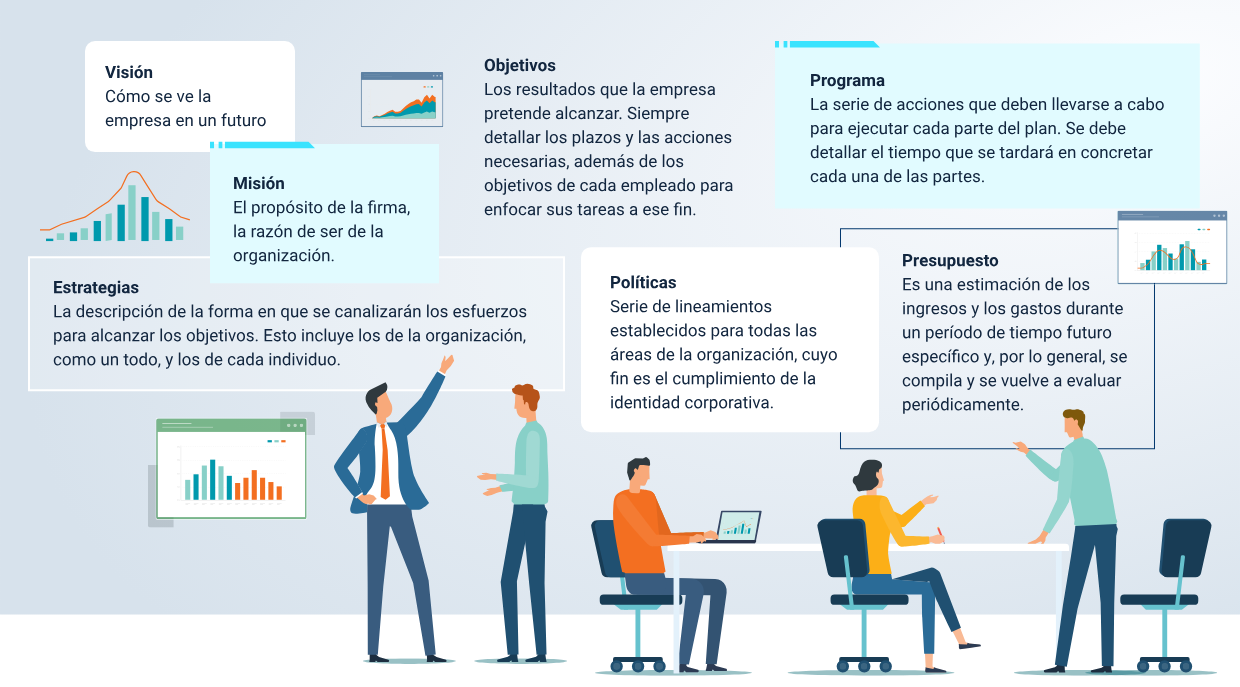 Visión
Cómo se ve la
empresa en un futuro
Misión
El propósito de la firma,
la razón de ser de la
organización.
Estrategias
La descripción de la forma en que se canalizarán los esfuerzos
para alcanzar los objetivos. Esto incluye los de la organización,
como un todo, y los de cada individuo.
Objetivos
Los resultados que la empresa
pretende alcanzar. Siempre
detallar los plazos y las acciones
necesarias, además de los
objetivos de cada empleado para
enfocar sus tareas a ese fin.
Programa
La serie de acciones que deben llevarse a cabo
para ejecutar cada parte del plan. Se debe
detallar el tiempo que se tardará en concretar
cada una de las partes.
Políticas
Serie de lineamientos
establecidos para todas las
áreas de la organización, cuyo
fin es el cumplimiento de la
identidad corporativa.
Presupuesto
Es una estimación de los
ingresos y los gastos durante
un período de tiempo futuro
específico y, por lo general, se
compila y se vuelve a evaluar
periódicamente.